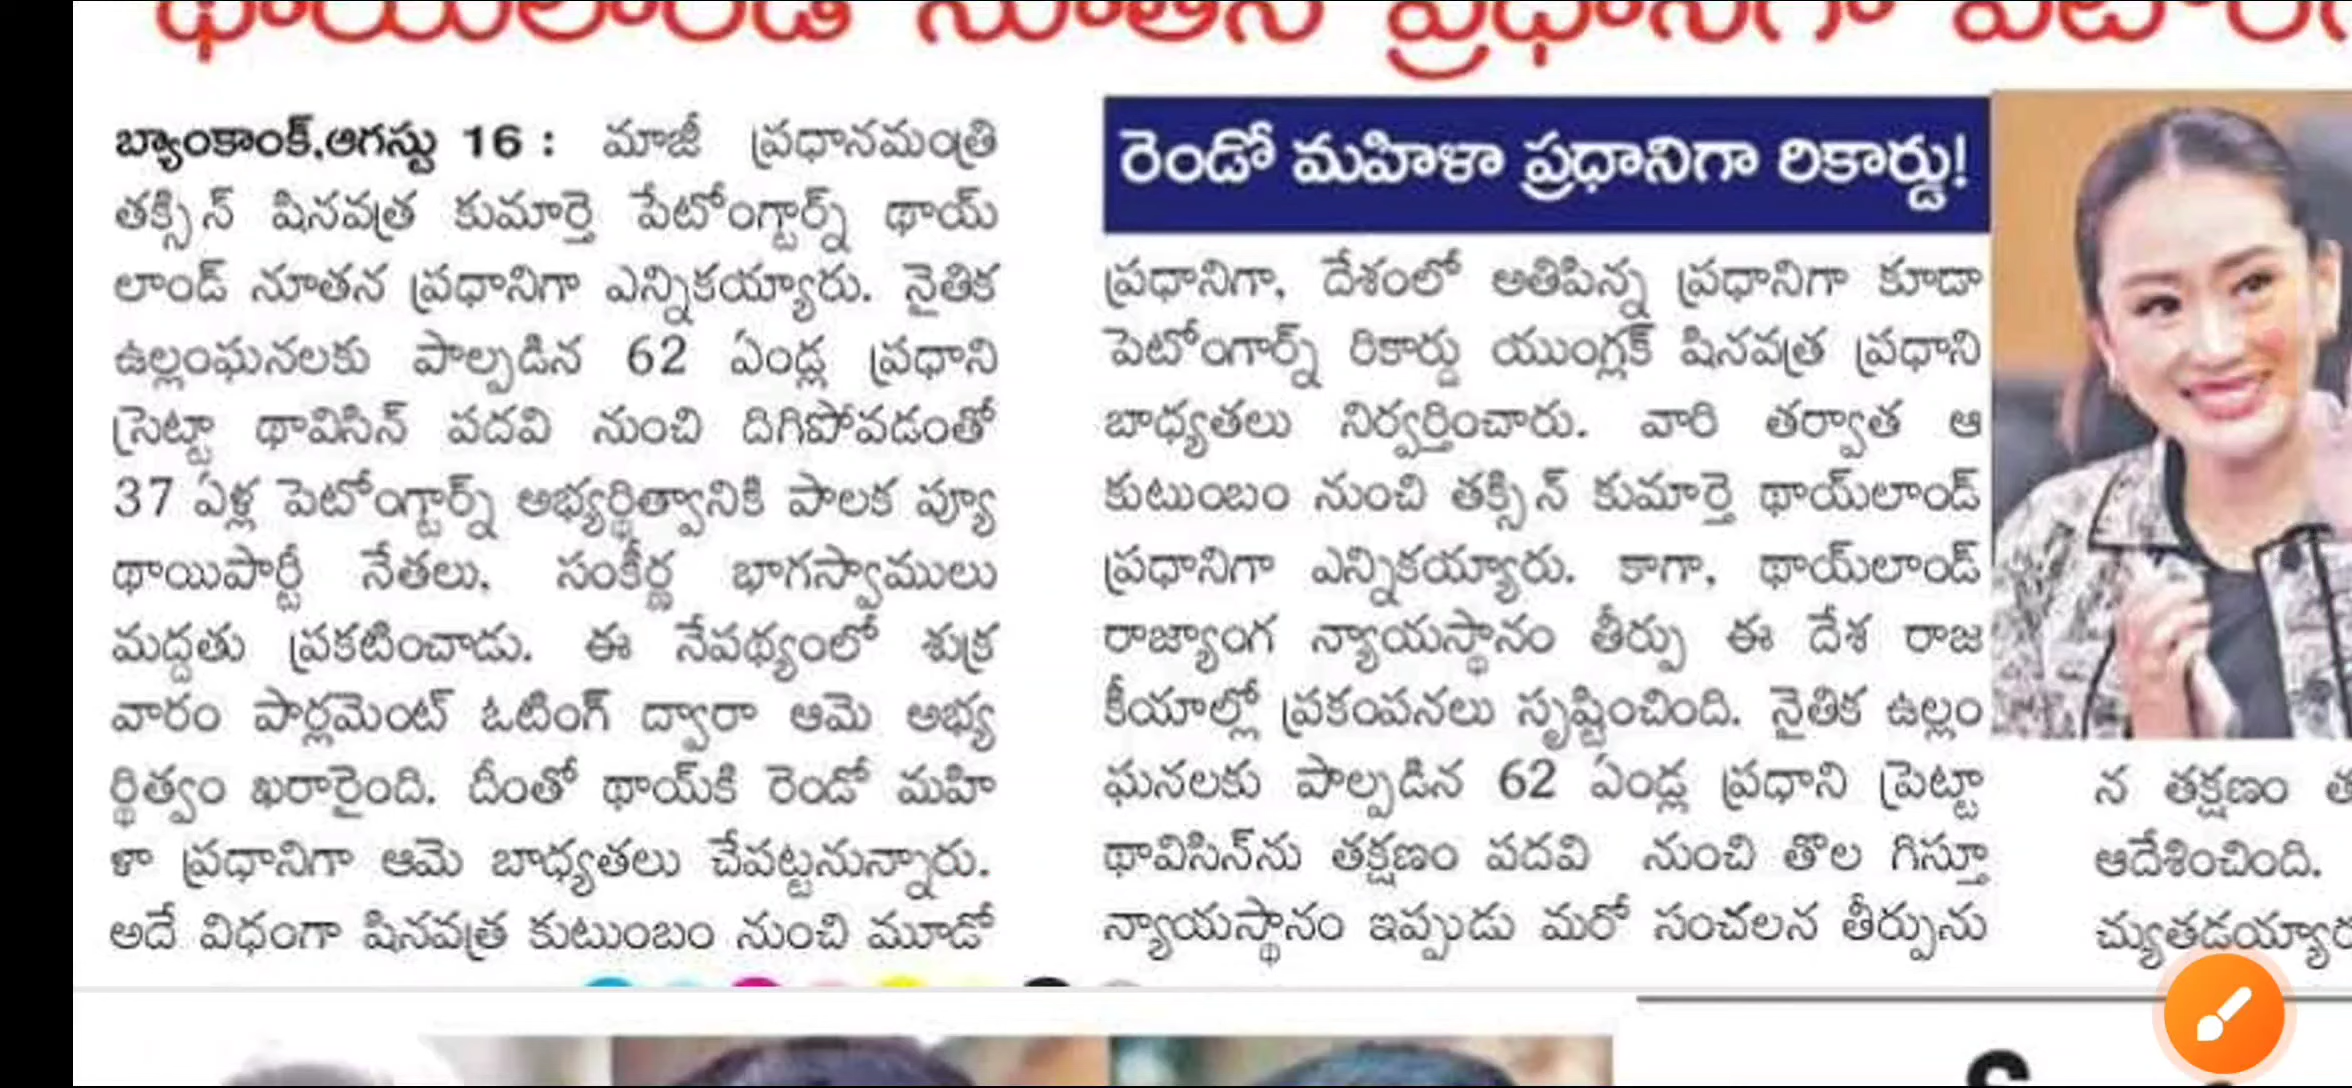 థాయిలాండ్ నూతన ప్రధానిగా
బ్యాంకాంక్,ఆగస్టు 16 : మాజీ ప్రధానమంత్రి
తక్సిన్ షినవత్ర కుమార్తె పేటోంగ్టార్న్ థాయ్
లాండ్ నూతన ప్రధానిగా ఎన్నికయ్యారు. నైతిక
ఉల్లంఘనలకు పాల్పడిన 62 ఏండ్ల ప్రధాని
స్రెట్టా థావిసిన్ పదవి నుంచి దిగిపోవడంతో
37 ఏళ్ల పెటోంగ్టార్న్ అభ్యర్థిత్వానికి పాలక ఫ్యూ
థాయిపార్టీ నేతలు, సంకీర్ణ భాగస్వాములు
మద్దతు ప్రకటించాడు. ఈ నేపథ్యంలో శుక్ర
వారం పార్లమెంట్ ఓటింగ్ ద్వారా ఆమె అభ్య
ర్థిత్వం ఖరారైంది. దీంతో థాయ్‌కి రెండో మహి
ళా ప్రధానిగా ఆమె బాధ్యతలు చేపట్టనున్నారు.
అదే విధంగా షినవత్ర కుటుంబం నుంచి మూడో
రెండో మహిళా ప్రధానిగా రికార్డు!
ప్రధానిగా, దేశంలో అతిపిన్న ప్రధానిగా కూడా
పెటోంగార్న్ రికార్డు యుంగ్లక్ షినవత్ర ప్రధాని
బాధ్యతలు నిర్వర్తించారు. వారి తర్వాత ఆ
కుటుంబం నుంచి తక్సిన్ కుమార్తె థాయ్‌లాండ్
ప్రధానిగా ఎన్నికయ్యారు. కాగా, థాయ్‌లాండ్
రాజ్యాంగ న్యాయస్థానం తీర్పు ఈ దేశ రాజ
కీయాల్లో ప్రకంపనలు సృష్టించింది. నైతిక ఉల్లం
ఘనలకు పాల్పడిన 62 ఏండ్ల ప్రధాని ప్రెట్టా
థావిసిన్‌ను తక్షణం పదవి నుంచి తొల గిస్తూ
న్యాయస్థానం ఇప్పుడు మరో సంచలన తీర్పును
న తక్షణం త
ఆదేశించింది.
చ్యుతడయ్యార